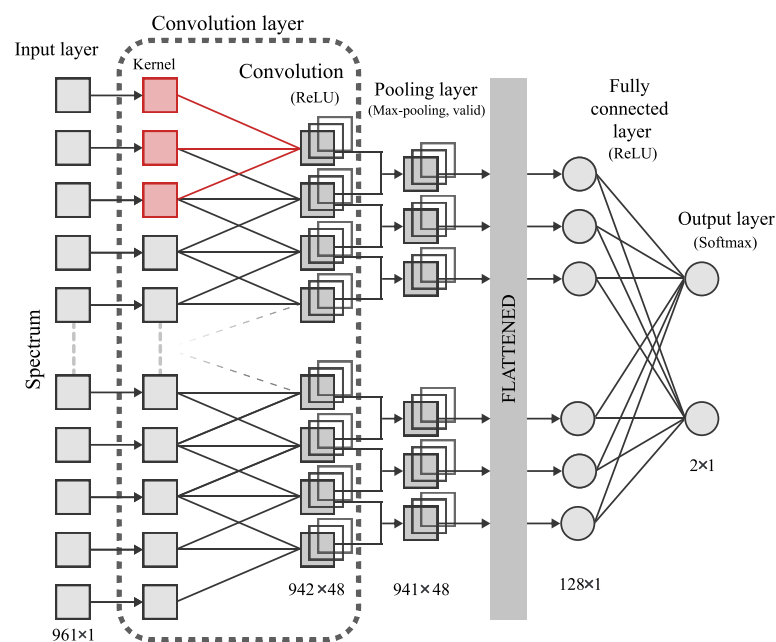 Convolution layer
Input layer
Kernel
Convolution
(ReLU)
Pooling layer
(Max-pooling, valid)
Fully
connected
layer
(ReLU)
Output layer
(Softmax)
Spectrum
FLATTENED
961×1
942×48
941×48
128×1
2×1